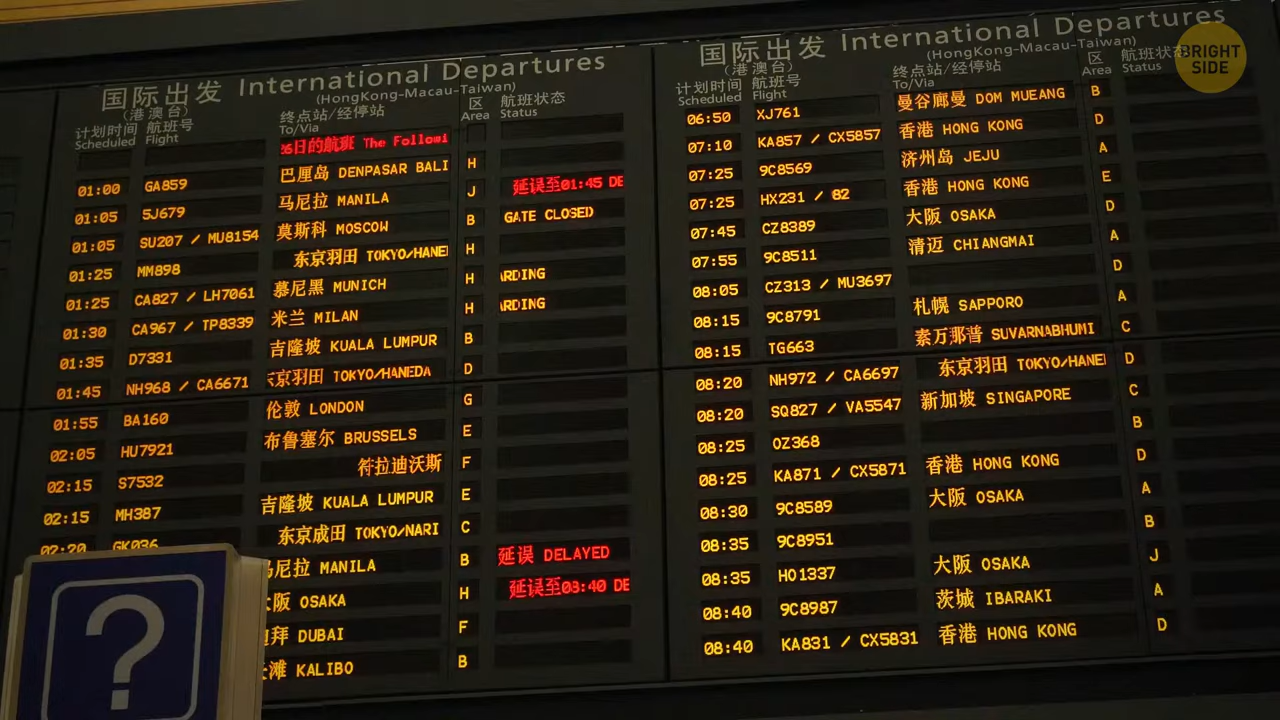 国际出发 International Departures
(港澳台) (HongKong-Macau-Taiwan)
计划时间 航班号 终点站/经停站 区 航班状态
Scheduled Flight To/Via Area Status
26日的航班 The Followi
01:00 GA859 巴厘岛 DENPASAR BALI H
01:05 5J679 马尼拉 MANILA J 延误至01:45 DE
01:05 SU207 / MU8154 莫斯科 MOSCOW B GATE CLOSED
01:25 MM898 东京羽田 TOKYO/HANE H
01:25 CA827 / LH7061 慕尼黑 MUNICH H ARDING
01:30 CA967 / TP8339 米兰 MILAN H ARDING
01:35 D7331 吉隆坡 KUALA LUMPUR B
01:45 NH968 / CA6671 东京羽田 TOKYO/HANEDA D
01:55 BA160 伦敦 LONDON G
02:05 HU7921 布鲁塞尔 BRUSSELS E
02:15 S7532 符拉迪沃斯 F
02:15 MH387 吉隆坡 KUALA LUMPUR E
02:20 GK036 东京成田 TOKYO/NARI C
马尼拉 MANILA B 延误 DELAYED
大阪 OSAKA H 延误至03:40 DE
迪拜 DUBAI F
滩 KALIBO B
?
国际出发 International Departures
(港澳台) (HongKong-Macau-Taiwan)
计划时间 航班号 终点站/经停站 区 航班状态
Scheduled Flight To/Via Area Status
06:50 XJ761 曼谷廊曼 DOM MUEANG B
07:10 KA857 / CX5857 香港 HONG KONG D
07:25 9C8569 济州岛 JEJU A
07:25 HX231 / 82 香港 HONG KONG E
07:45 CZ8389 大阪 OSAKA D
07:55 9C8511 清迈 CHIANGMAI A
08:05 CZ313 / MU3697 D
08:15 9C8791 札幌 SAPPORO A
08:15 TG663 素万那普 SUVARNABHUMI C
08:20 NH972 / CA6697 东京羽田 TOKYO/HANE D
08:20 SQ827 / VA5547 新加坡 SINGAPORE C
08:25 OZ368 B
08:25 KA871 / CX5871 香港 HONG KONG D
08:30 9C8589 大阪 OSAKA A
08:35 9C8951 B
08:35 HO1337 大阪 OSAKA J
08:40 9C8987 茨城 IBARAKI A
08:40 KA831 / CX5831 香港 HONG KONG D
BRIGHT
SIDE